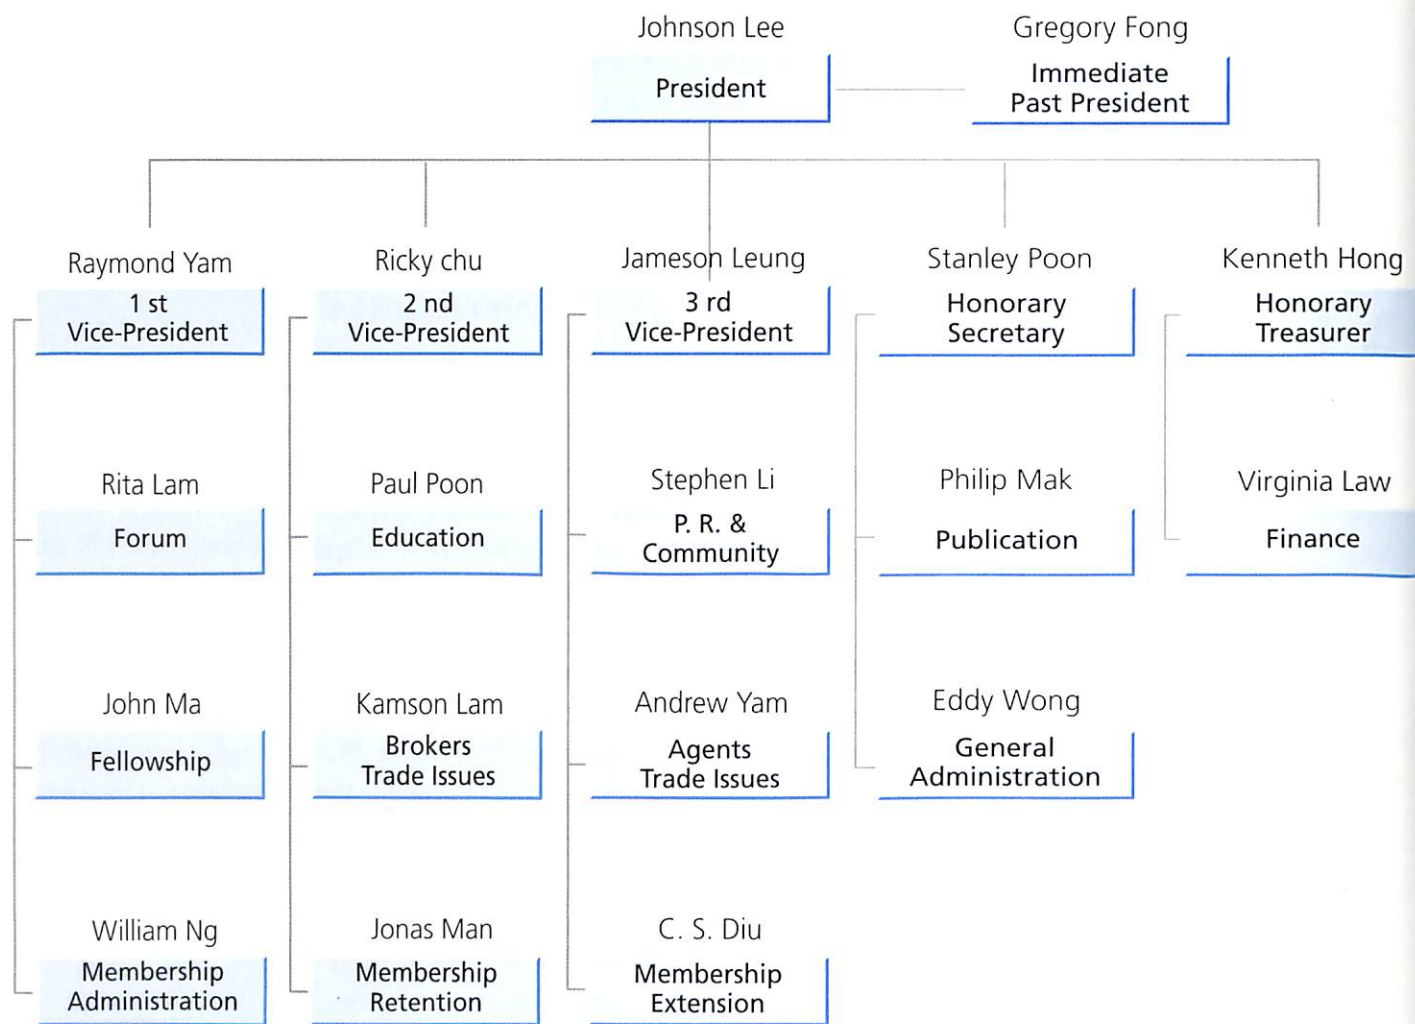 Johnson Lee
President
Gregory Fong
Immediate
Past President
Raymond Yam
1 st
Vice-President
Ricky chu
2 nd
Vice-President
Jameson Leung
3 rd
Vice-President
Stanley Poon
Honorary
Secretary
Kenneth Hong
Honorary
Treasurer
Rita Lam
Forum
Paul Poon
Education
Stephen Li
P. R. &
Community
Philip Mak
Publication
Virginia Law
Finance
John Ma
Fellowship
Kamson Lam
Brokers
Trade Issues
Andrew Yam
Agents
Trade Issues
Eddy Wong
General
Administration
William Ng
Membership
Administration
Jonas Man
Membership
Retention
C. S. Diu
Membership
Extension